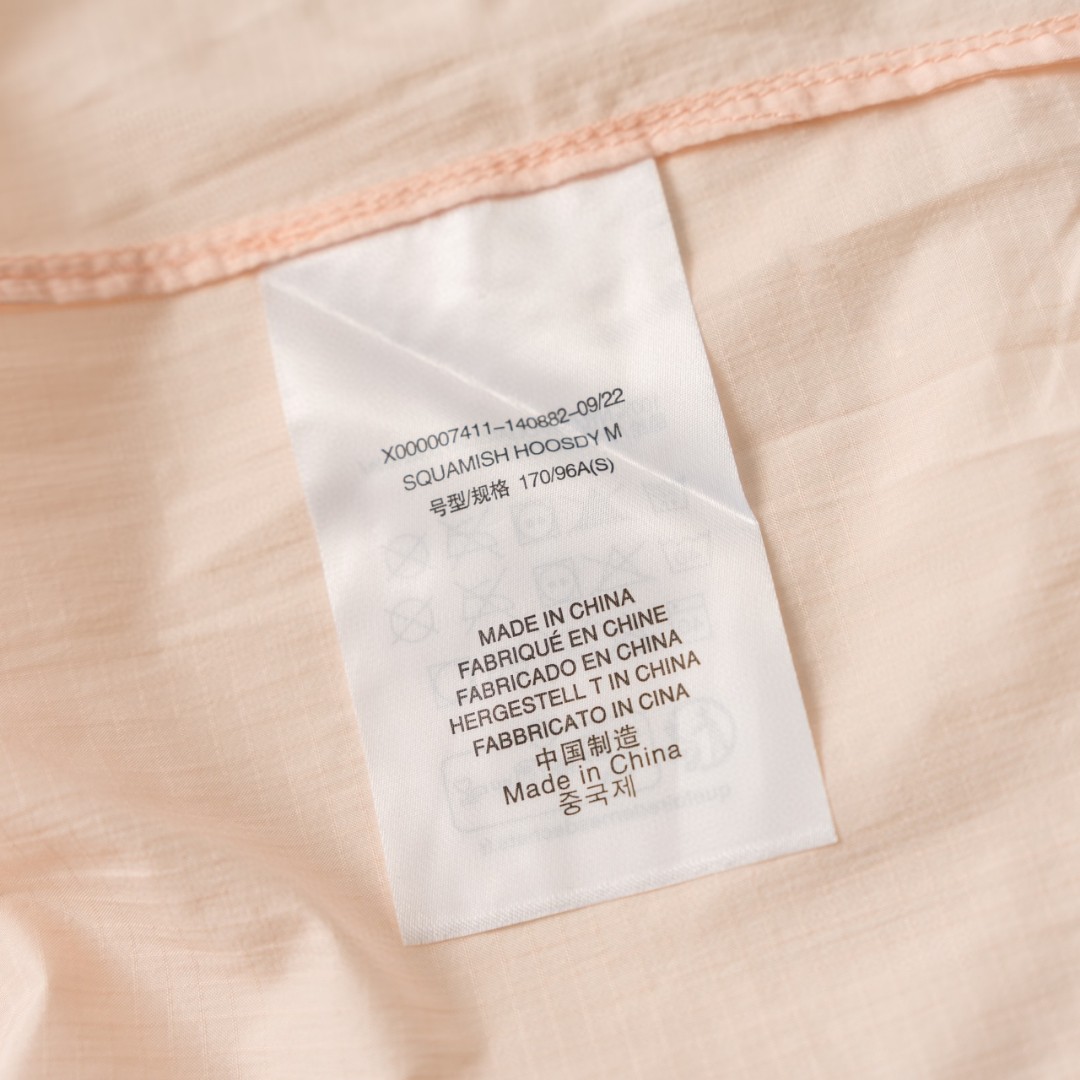 X000007411-140882-09/22
SQUAMISH HOOSDY M
号型/规格 170/96A(S)
MADE IN CHINA
FABRIQUÉ EN CHINE
FABRICADO EN CHINA
HERGESTELL T IN CHINA
FABBRICATO IN CINA
中国制造
Made in China
중국제